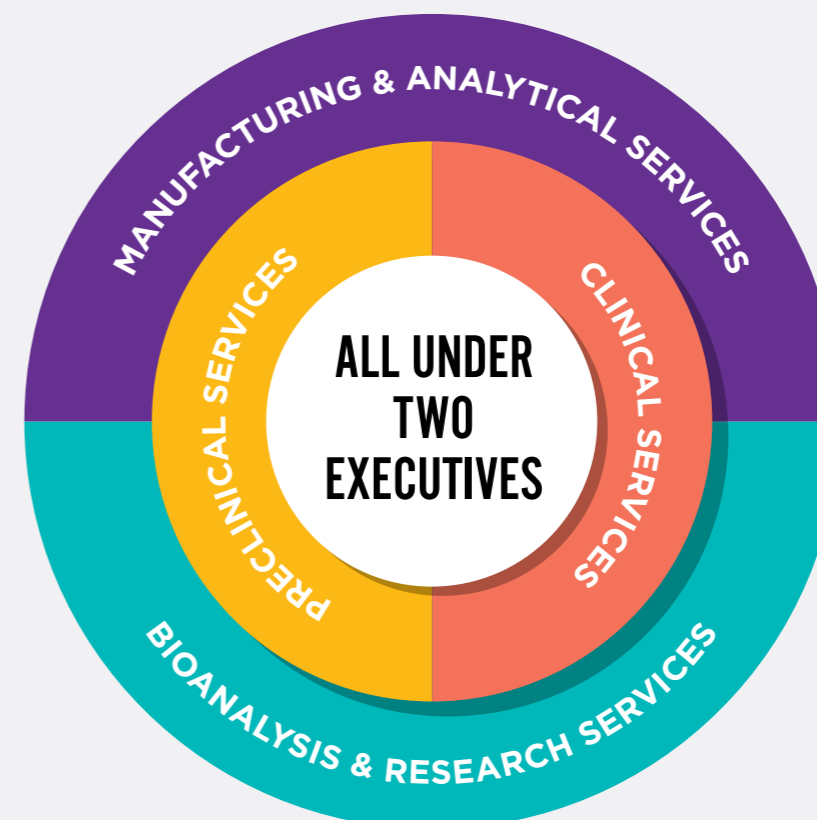 MANUFACTURING & ANALYTICAL SERVICES
PRECLINICAL SERVICES
CLINICAL SERVICES
ALL UNDER
TWO
EXECUTIVES
BIOANALYSIS & RESEARCH SERVICES